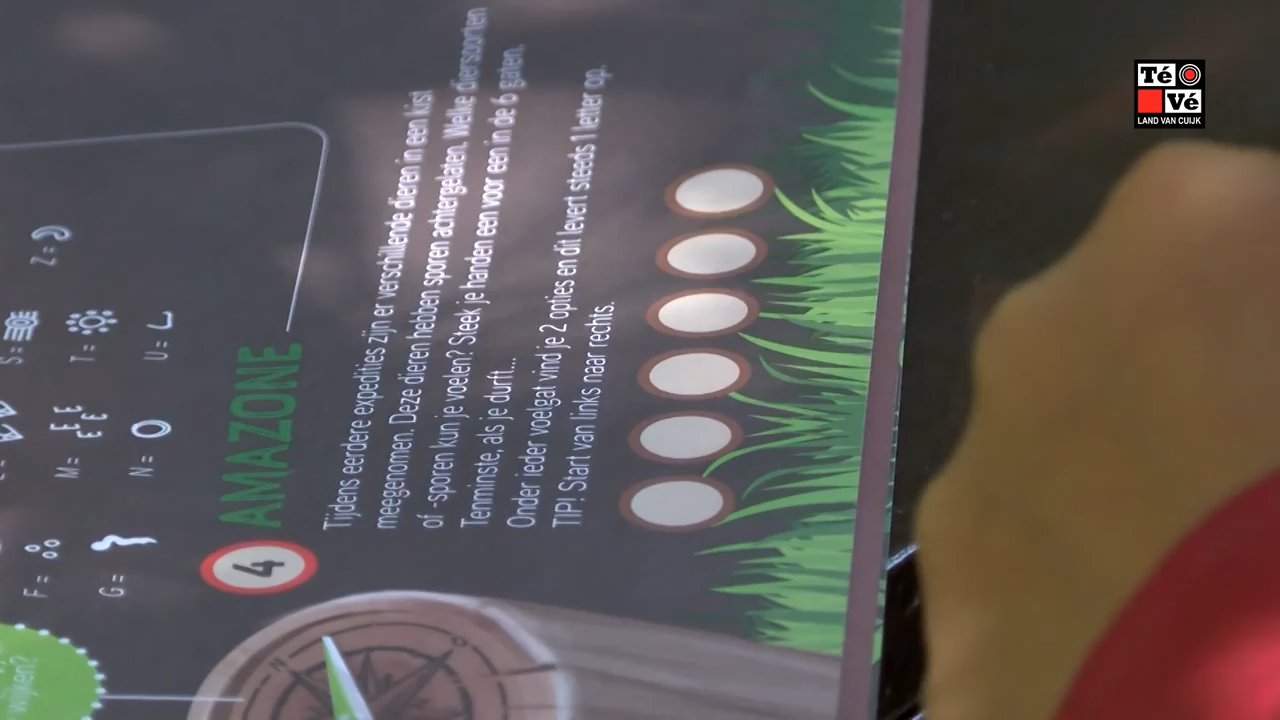 Té
Vé
LAND VAN CUIJK
S =
Z =
M =
T =
F =
N =
U =
G =
wijken?
N
O
4 AMAZONE
Tijdens eerdere expedities zijn er verschillende dieren in een kist
meegenomen. Deze dieren hebben sporen achtergelaten. Welke diersoorten
of -sporen kun je voelen? Steek je handen een voor een in de 6 gaten.
Tenminste, als je durft...
Onder ieder voelgat vind je 2 opties en dit levert steeds 1 letter op.
TIP! Start van links naar rechts.